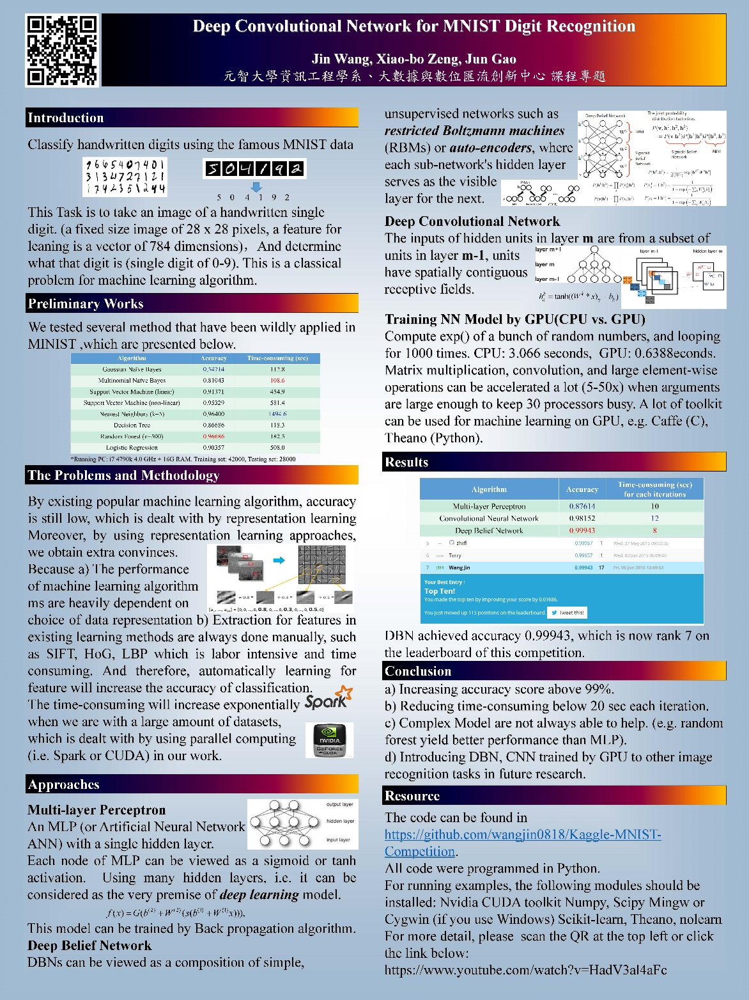 Deep Convolutional Network for MNIST Digit Recognition
Jin Wang, Xiao-bo Zeng, Jun Gao
元智大學資訊工程學系、大數據與數位匯流創新中心 課程專題
Introduction
Classify handwritten digits using the famous MNIST data
5 0 4 1 9 2
5 0 4 1 9 2
This Task is to take an image of a handwritten single
digit. (a fixed size image of 28 x 28 pixels, a feature for
leaning is a vector of 784 dimensions)，And determine
what that digit is (single digit of 0-9). This is a classical
problem for machine learning algorithm.
Preliminary Works
We tested several method that have been wildly applied in
MINIST ,which are presented below.
Algorithm Accuracy Time-consuming (sec)
Gaussian Naïve Bayes 0.54714 112.8
Multinomial Naïve Bayes 0.81043 108.6
Support Vector Machine (linear) 0.91371 454.9
Support Vector Machine (non-linear) 0.95329 581.4
Nearest Neighbors (k=5) 0.96400 1494.6
Decision Tree 0.86686 118.3
Random Forest (n=500) 0.96686 182.5
Logistic Regression 0.90357 508.0
*Running PC: i7 4790k 4.0 GHz + 16G RAM. Training set: 42000, Testing set: 28000
The Problems and Methodology
By existing popular machine learning algorithm, accuracy
is still low, which is dealt with by representation learning
Moreover, by using representation learning approaches,
we obtain extra convinces.
Because a) The performance
of machine learning algorithm
ms are heavily dependent on
choice of data representation b) Extraction for features in
existing learning methods are always done manually, such
as SIFT, HoG, LBP which is labor intensive and time
consuming. And therefore, automatically learning for
feature will increase the accuracy of classification.
≈ 0.8 * + 0.3 * + 0.5 *
[a₁, ..., a₆₄] = [0, 0, ..., 0, 0.8, 0, ..., 0, 0.3, 0, ..., 0, 0.5, 0]
The time-consuming will increase exponentially
when we are with a large amount of datasets,
which is dealt with by using parallel computing
(i.e. Spark or CUDA) in our work.
Spark
NVIDIA
GEFORCE
CUDA
Approaches
Multi-layer Perceptron
An MLP (or Artificial Neural Network
ANN) with a single hidden layer.
output layer
hidden layer
input layer
Each node of MLP can be viewed as a sigmoid or tanh
activation. Using many hidden layers, i.e. it can be
considered as the very premise of deep learning model.
f(x) = G(b⁽²⁾ + W⁽²⁾(s(b⁽¹⁾ + W⁽¹⁾x))),
This model can be trained by Back propagation algorithm.
Deep Belief Network
DBNs can be viewed as a composition of simple,
unsupervised networks such as
restricted Boltzmann machines
(RBMs) or auto-encoders, where
each sub-network's hidden layer
serves as the visible
layer for the next.
Deep Belief Network
RBM
Sigmoid
Belief
Network
The joint probability
distribution factorizes:
P(v, h¹, h², h³)
= P(v|h¹)P(h¹|h²)P(h², h³)
Sigmoid Belief
Network
RBM
Deep Convolutional Network
The inputs of hidden units in layer m are from a subset of
units in layer m-1, units
have spatially contiguous
receptive fields.
layer m+1
layer m
layer m-1
layer m-1 hidden layer m
Training NN Model by GPU(CPU vs. GPU)
Compute exp() of a bunch of random numbers, and looping
for 1000 times. CPU: 3.066 seconds, GPU: 0.6388econds.
Matrix multiplication, convolution, and large element-wise
operations can be accelerated a lot (5-50x) when arguments
are large enough to keep 30 processors busy. A lot of toolkit
can be used for machine learning on GPU, e.g. Caffe (C),
Theano (Python).
Results
Algorithm Accuracy Time-consuming (sec)
for each iterations
Multi-layer Perceptron 0.87614 10
Convolutional Neural Network 0.98152 12
Deep Belief Network 0.99943 8
5 – zhxfl 0.99957 1 Wed, 27 May 2015 09:52:35
6 new Terry 0.99957 1 Wed, 03 Jun 2015 06:09:40
7 ↑311 Wang Jin 0.99943 17
Your Best Entry ↑
Top Ten!
You made the top ten by improving your score by 0.01686.
You just moved up 113 positions on the leaderboard. Tweet this!
DBN achieved accuracy 0.99943, which is now rank 7 on
the leaderboard of this competition.
Conclusion
a) Increasing accuracy score above 99%.
b) Reducing time-consuming below 20 sec each iteration.
c) Complex Model are not always able to help. (e.g. random
forest yield better performance than MLP).
d) Introducing DBN, CNN trained by GPU to other image
recognition tasks in future research.
Resource
The code can be found in
https://github.com/wangjin0818/Kaggle-MNIST-
Competition.
All code were programmed in Python.
For running examples, the following modules should be
installed: Nvidia CUDA toolkit Numpy, Scipy Mingw or
Cygwin (if you use Windows) Scikit-learn, Theano, nolearn
For more detail, please scan the QR at the top left or click
the link below:
https://www.youtube.com/watch?v=HadV3al4aFc